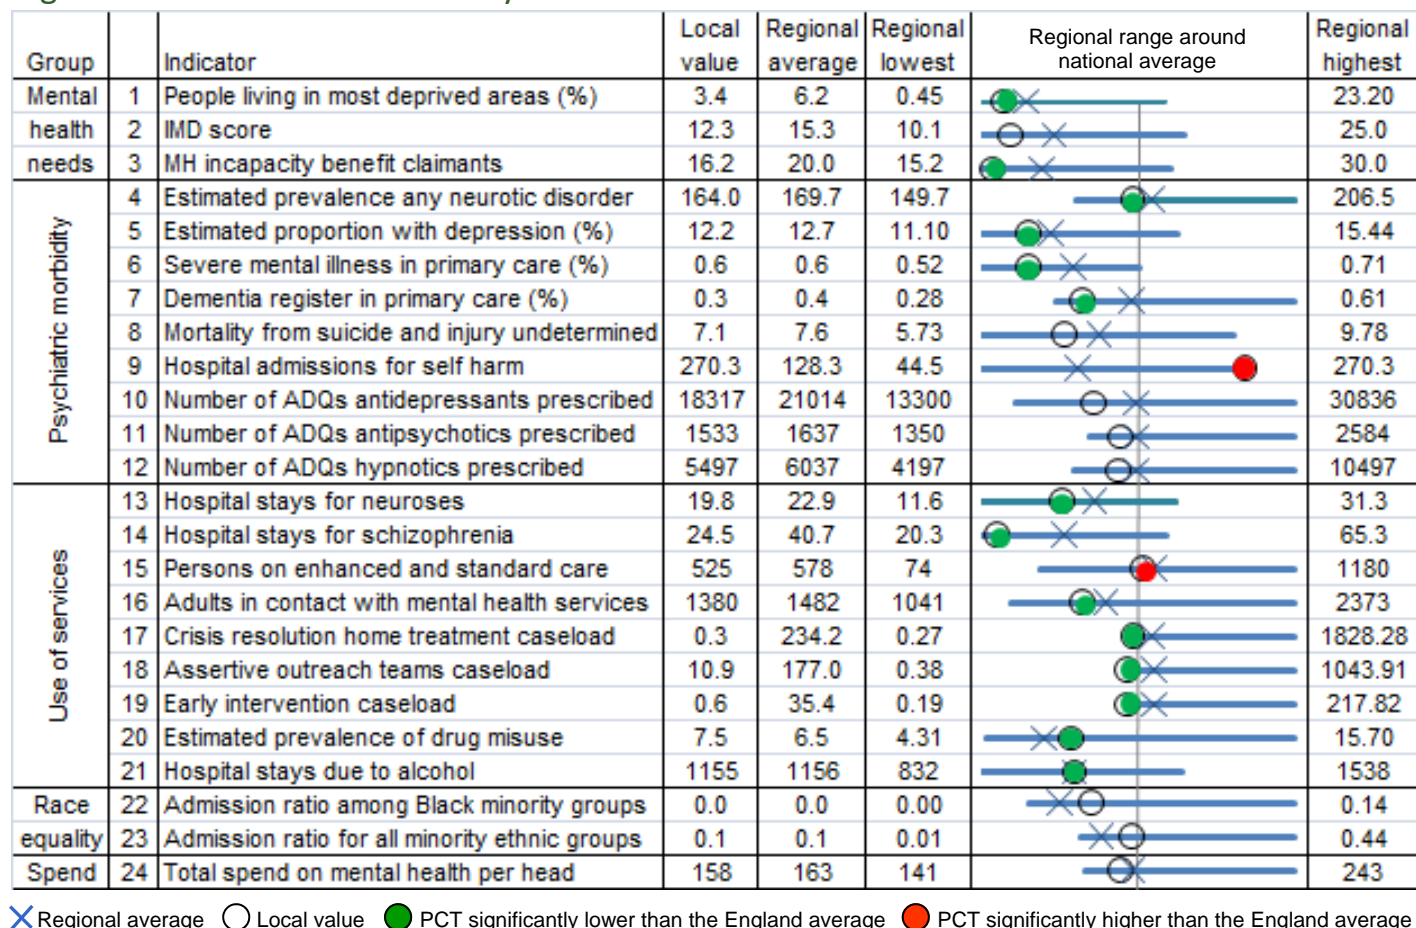 Local Regional Regional Regional range around Regional
Group Indicator value average lowest national average highest
Mental 1 People living in most deprived areas (%) 3.4 6.2 0.45 23.20
health 2 IMD score 12.3 15.3 10.1 25.0
needs 3 MH incapacity benefit claimants 16.2 20.0 15.2 30.0
Psychiatric morbidity
4 Estimated prevalence any neurotic disorder 164.0 169.7 149.7 206.5
5 Estimated proportion with depression (%) 12.2 12.7 11.10 15.44
6 Severe mental illness in primary care (%) 0.6 0.6 0.52 0.71
7 Dementia register in primary care (%) 0.3 0.4 0.28 0.61
8 Mortality from suicide and injury undetermined 7.1 7.6 5.73 9.78
9 Hospital admissions for self harm 270.3 128.3 44.5 270.3
10 Number of ADQs antidepressants prescribed 18317 21014 13300 30836
11 Number of ADQs antipsychotics prescribed 1533 1637 1350 2584
12 Number of ADQs hypnotics prescribed 5497 6037 4197 10497
Use of services
13 Hospital stays for neuroses 19.8 22.9 11.6 31.3
14 Hospital stays for schizophrenia 24.5 40.7 20.3 65.3
15 Persons on enhanced and standard care 525 578 74 1180
16 Adults in contact with mental health services 1380 1482 1041 2373
17 Crisis resolution home treatment caseload 0.3 234.2 0.27 1828.28
18 Assertive outreach teams caseload 10.9 177.0 0.38 1043.91
19 Early intervention caseload 0.6 35.4 0.19 217.82
20 Estimated prevalence of drug misuse 7.5 6.5 4.31 15.70
21 Hospital stays due to alcohol 1155 1156 832 1538
Race 22 Admission ratio among Black minority groups 0.0 0.0 0.00 0.14
equality 23 Admission ratio for all minority ethnic groups 0.1 0.1 0.01 0.44
Spend 24 Total spend on mental health per head 158 163 141 243
Regional average Local value PCT significantly lower than the England average PCT significantly higher than the England average